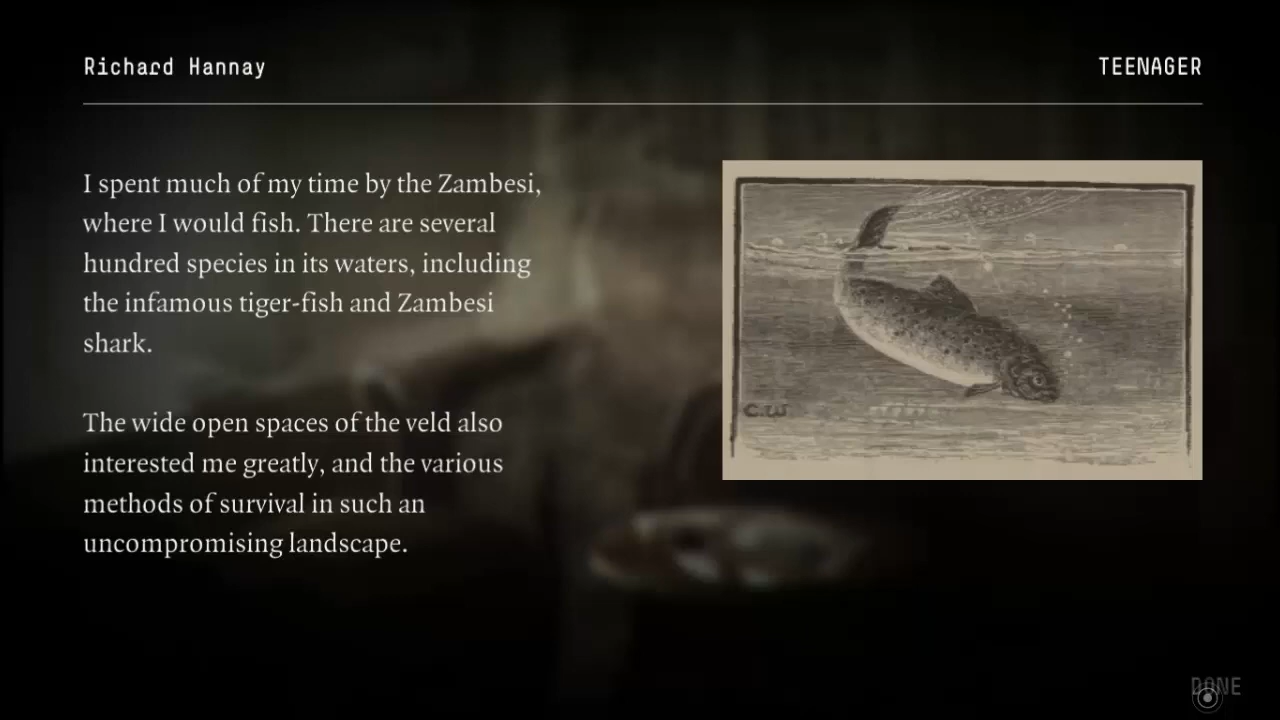 Richard Hannay
TEENAGER
I spent much of my time by the Zambesi,
where I would fish. There are several
hundred species in its waters, including
the infamous tiger-fish and Zambesi
shark.
The wide open spaces of the veld also
interested me greatly, and the various
methods of survival in such an
uncompromising landscape.
C.W
DONE